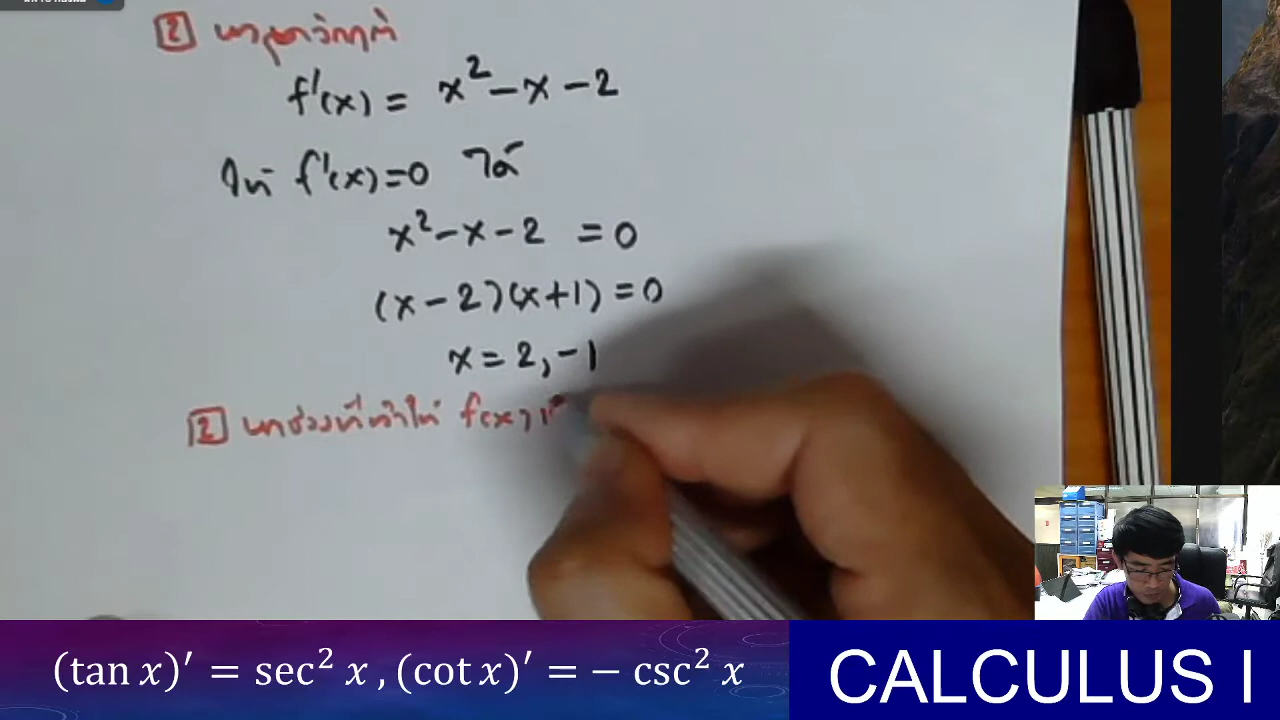 2 หาจุดวิกฤติ
f'(x) = x² - x - 2
ให้ f'(x)=0 ได้
x² - x - 2 = 0
(x - 2)(x + 1) = 0
x = 2, -1
2 หาช่วงที่ทำให้ f(x)
(tan x)′ = sec² x , (cot x)′ = − csc² x
CALCULUS I